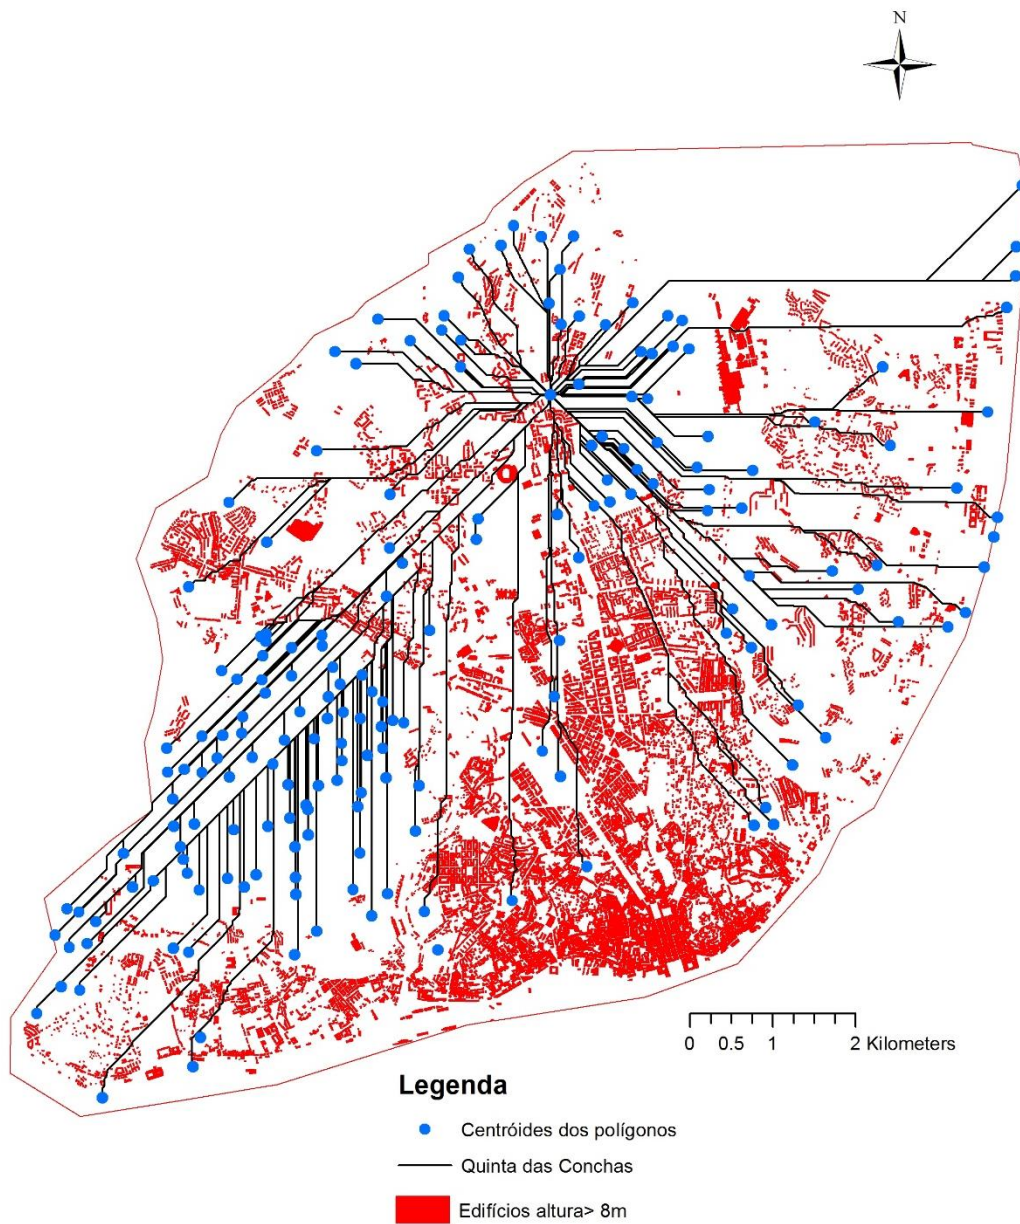 N
0 0.5 1 2 Kilometers
Legenda
Centróides dos polígonos
Quinta das Conchas
Edifícios altura> 8m